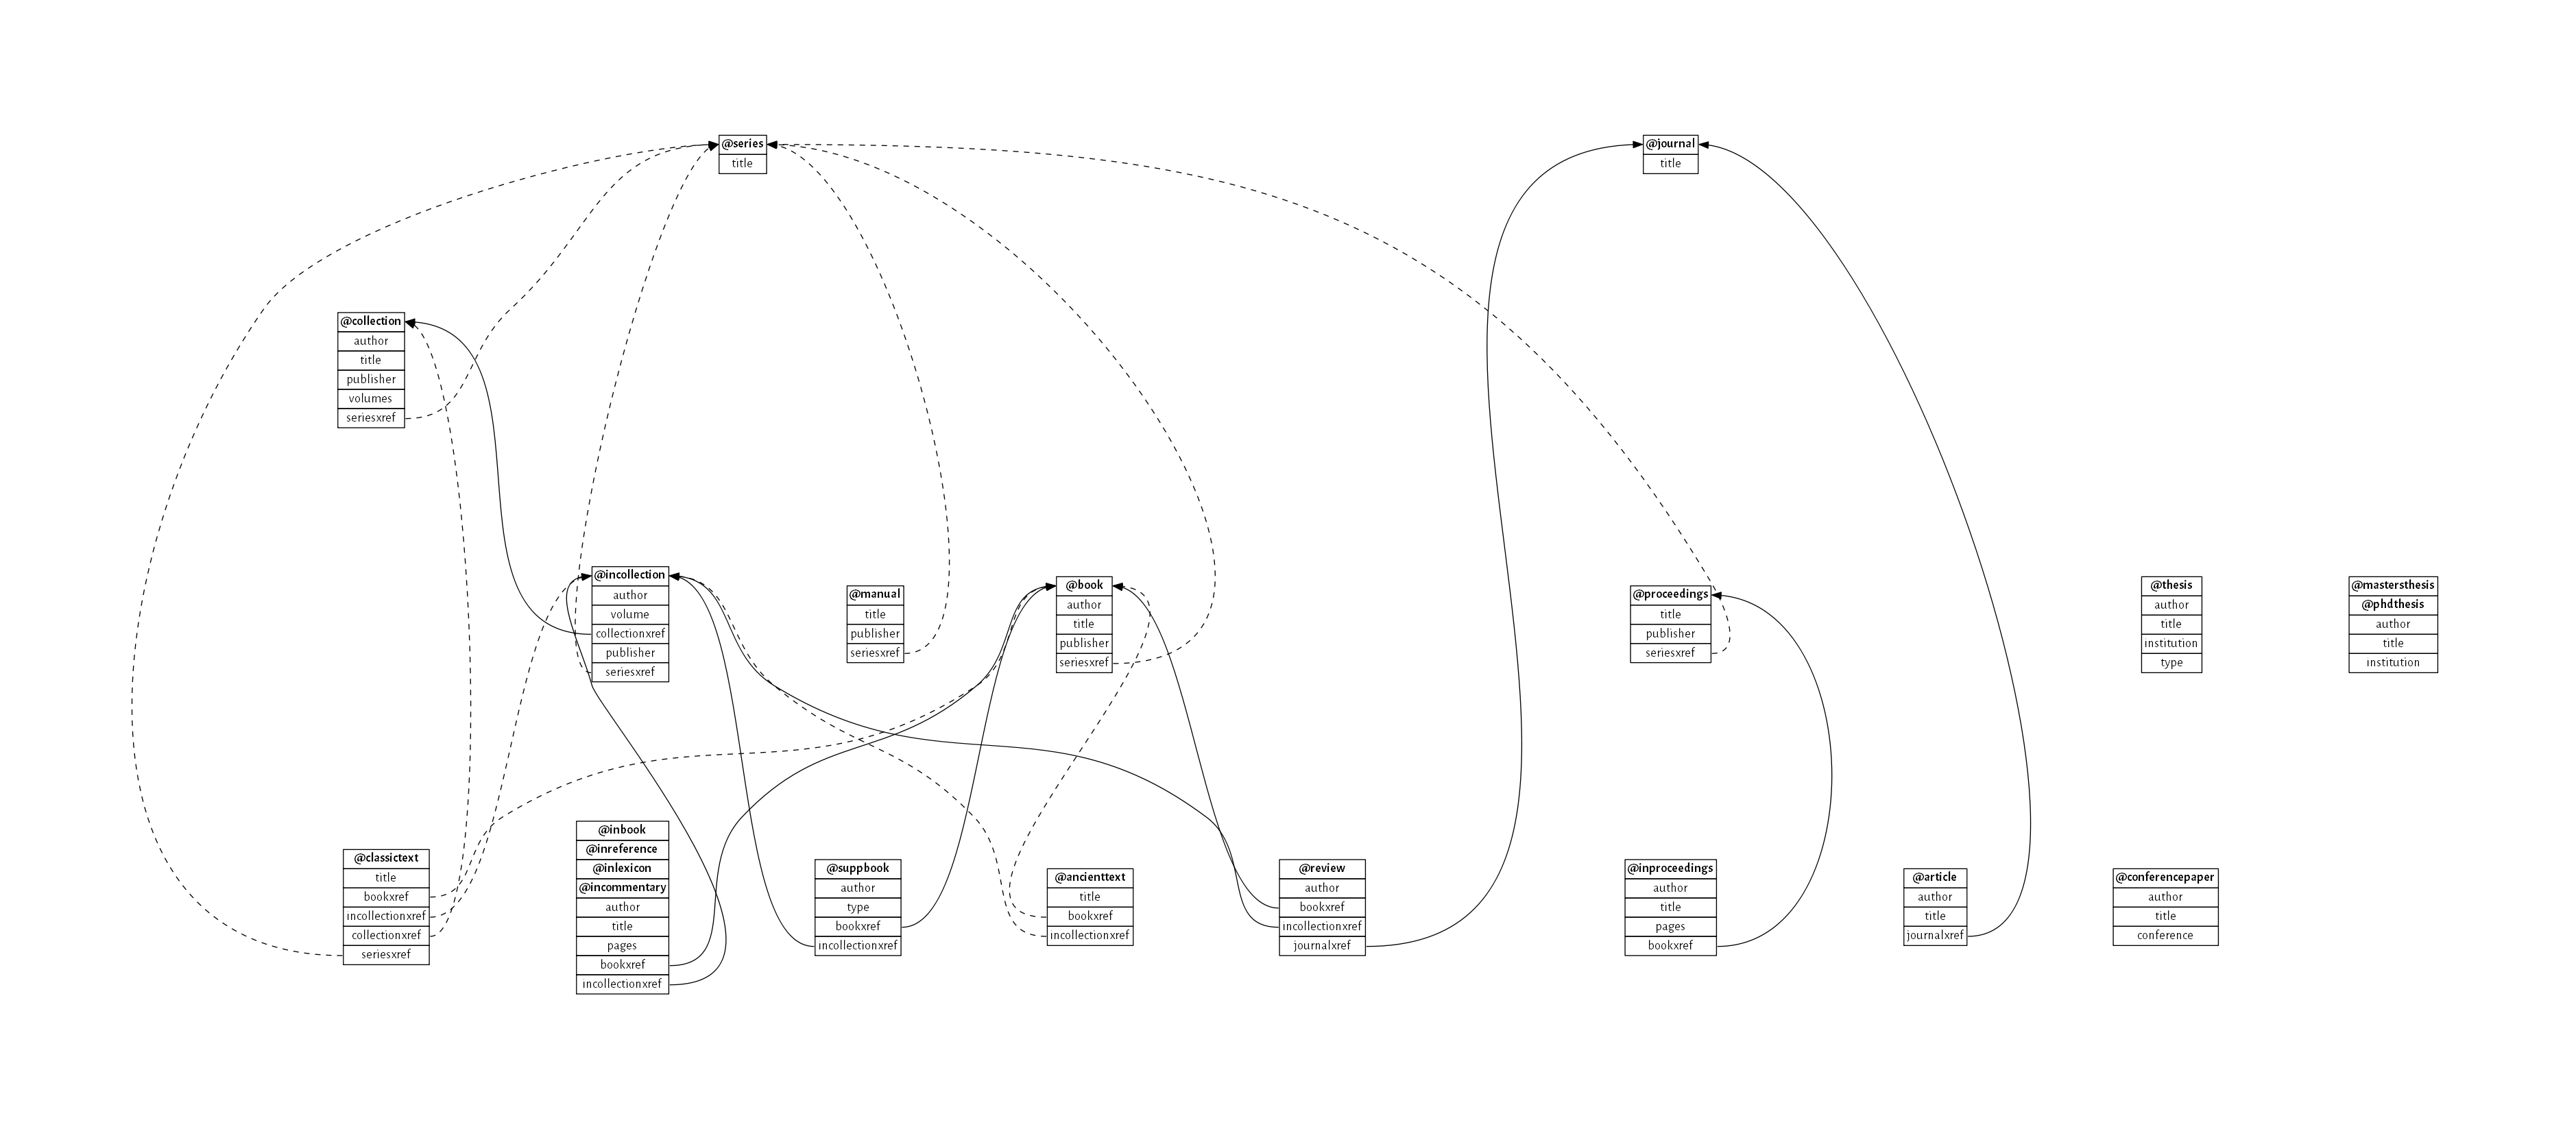 @series
title
@journal
title
@collection
author
title
publisher
volumes
seriesxref
@incollection
author
volume
collectionxref
publisher
seriesxref
@manual
title
publisher
seriesxref
@book
author
title
publisher
seriesxref
@proceedings
title
publisher
seriesxref
@thesis
author
title
institution
type
@mastersthesis
@phdthesis
author
title
institution
@classictext
title
bookxref
incollectionxref
collectionxref
seriesxref
@inbook
@inreference
@inlexicon
@incommentary
author
title
pages
bookxref
incollectionxref
@suppbook
author
type
bookxref
incollectionxref
@ancienttext
title
bookxref
incollectionxref
@review
author
bookxref
incollectionxref
journalxref
@inproceedings
author
title
pages
bookxref
@article
author
title
journalxref
@conferencepaper
author
title
conference